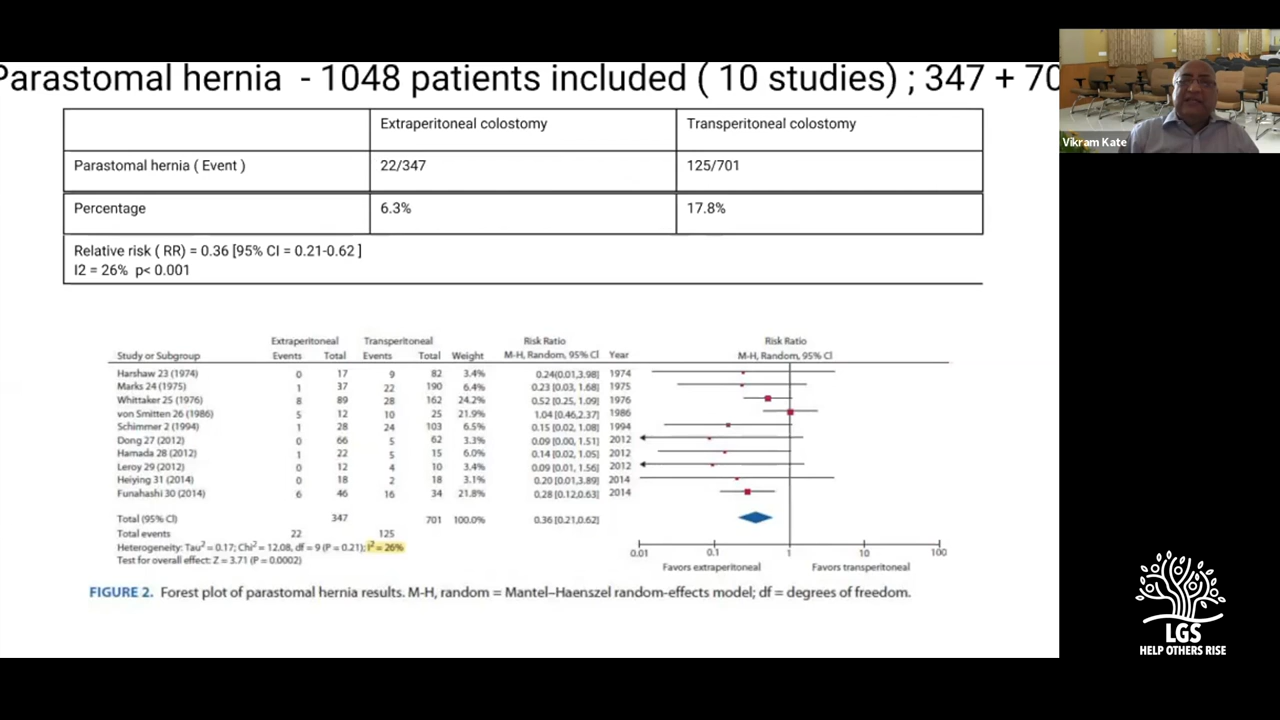 Parastomal hernia - 1048 patients included ( 10 studies) ; 347 + 70
Extraperitoneal colostomy Transperitoneal colostomy
Parastomal hernia ( Event ) 22/347 125/701
Percentage 6.3% 17.8%
Relative risk ( RR) = 0.36 [95% CI = 0.21-0.62 ]
I2 = 26% p< 0.001
Vikram Kate
Extraperitoneal Transperitoneal Risk Ratio Risk Ratio
Study or Subgroup Events Total Events Total Weight M-H, Random, 95% CI Year M-H, Random, 95% CI
Harshaw 23 (1974) 0 17 9 82 3.4% 0.24(0.01,3.98] 1974
Marks 24 (1975) 1 37 22 190 6.4% 0.23 [0.03, 1.68] 1975
Whittaker 25 (1976) 8 89 28 162 24.2% 0.52 [0.25, 1.09] 1976
von Smitten 26 (1986) 5 12 10 25 21.9% 1.04 [0.46,2.37] 1986
Schimmer 2 (1994) 1 28 24 103 6.5% 0.15 [0.02, 1.08] 1994
Dong 27 (2012) 0 66 5 62 3.3% 0.09 [0.00, 1.51] 2012
Hamada 28 (2012) 1 22 5 15 6.0% 0.14 [0.02, 1.05] 2012
Leroy 29 (2012) 0 12 4 10 3.4% 0.09 [0.01, 1.56] 2012
Heiying 31 (2014) 0 18 2 18 3.1% 0.20 [0.01,3.89] 2014
Funahashi 30 (2014) 6 46 16 34 21.8% 0.28 [0.12,0.63] 2014
Total (95% CI) 347 701 100.0% 0.36 [0.21,0.62]
Total events 22 125
Heterogeneity: Tau² = 0.17; Chi² = 12.08, df = 9 (P = 0.21); I² = 26%
Test for overall effect: Z = 3.71 (P = 0.0002)
0.01 0.1 1 10 100
Favors extraperitoneal Favors transperitoneal
FIGURE 2. Forest plot of parastomal hernia results. M-H, random = Mantel–Haenszel random-effects model; df = degrees of freedom.
LGS
HELP OTHERS RISE